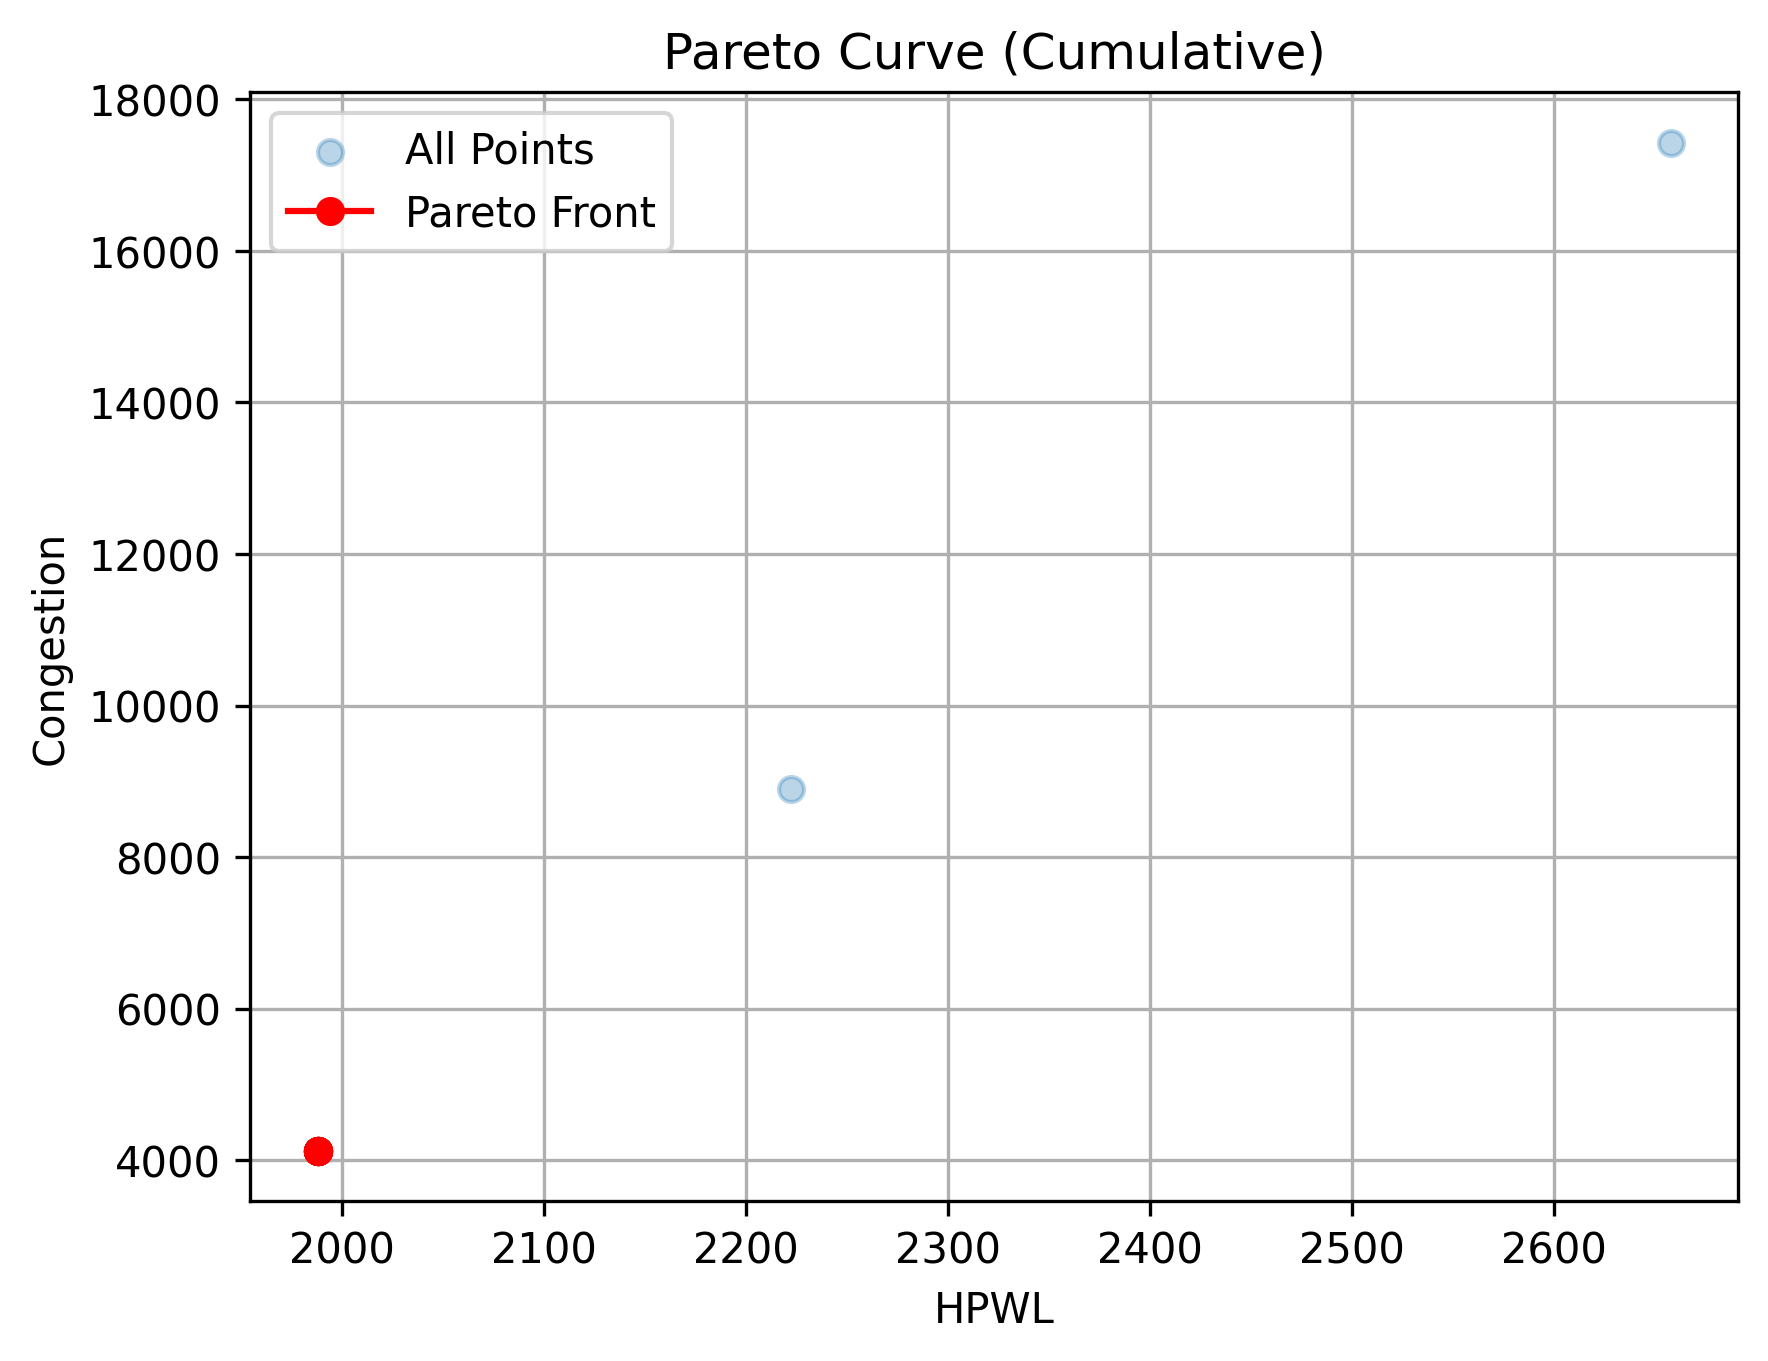 Pareto Curve (Cumulative)
All Points
Pareto Front
18000
16000
14000
12000
10000
8000
6000
4000
Congestion
2000 2100 2200 2300 2400 2500 2600
HPWL